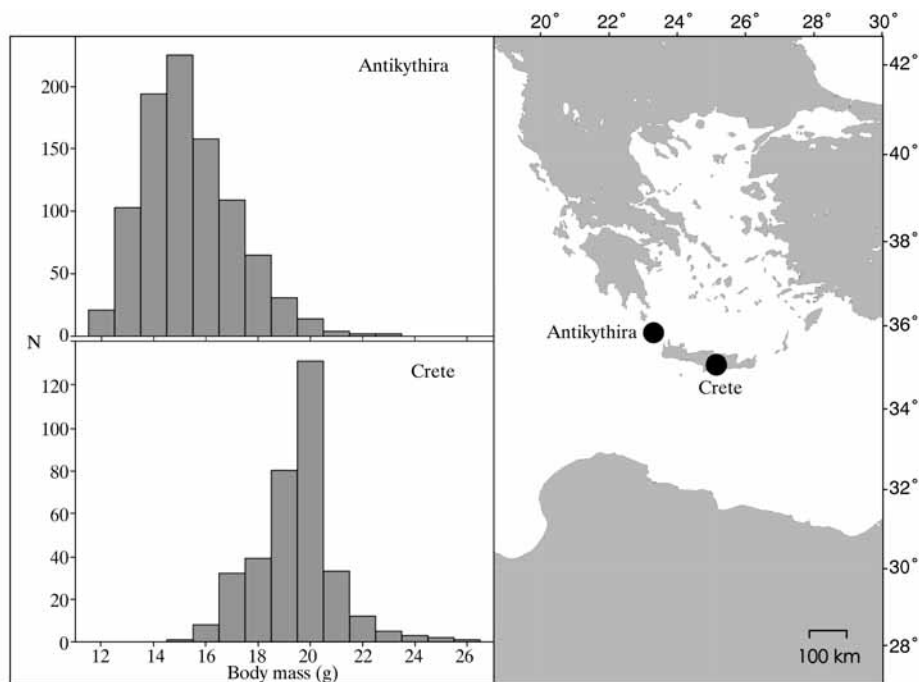 Antikythira
200
150
100
50
0
N
Crete
120
100
80
60
40
20
0
12 14 16 18 20 22 24 26
Body mass (g)
20° 22° 24° 26° 28° 30°
42°
40°
38°
36°
34°
32°
30°
28°
Antikythira
Crete
100 km